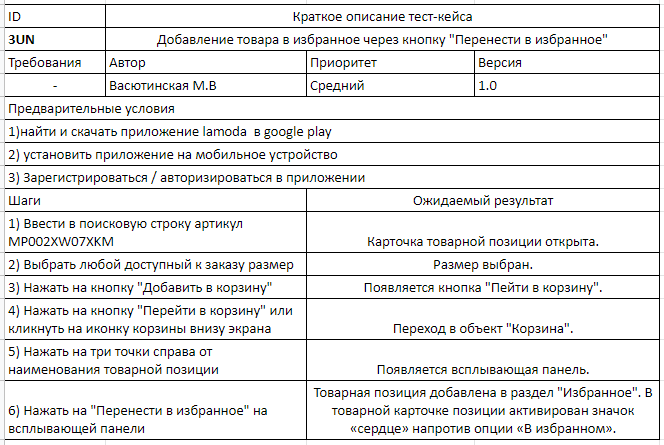 ID Краткое описание тест-кейса
3UN Добавление товара в избранное через кнопку "Перенести в избранное"
Требования Автор Приоритет Версия
- Васютинская М.В Средний 1.0
Предварительные условия
1)найти и скачать приложение lamoda в google play
2) установить приложение на мобильное устройство
3) Зарегистрироваться / авторизироваться в приложении
Шаги Ожидаемый результат
1) Ввести в поисковую строку артикул
MP002XW07XKM Карточка товарной позиции открыта.
2) Выбрать любой доступный к заказу размер Размер выбран.
3) Нажать на кнопку "Добавить в корзину" Появляется кнопка "Пейти в корзину".
4) Нажать на кнопку "Перейти в корзину" или
кликнуть на иконку корзины внизу экрана Переход в объект "Корзина".
5) Нажать на три точки справа от
наименования товарной позиции Появляется всплывающая панель.
6) Нажать на "Перенести в избранное" на
всплывающей панели
Товарная позиция добавлена в раздел "Избранное". В
товарной карточке позиции активирован значок
«сердце» напротив опции «В избранном».